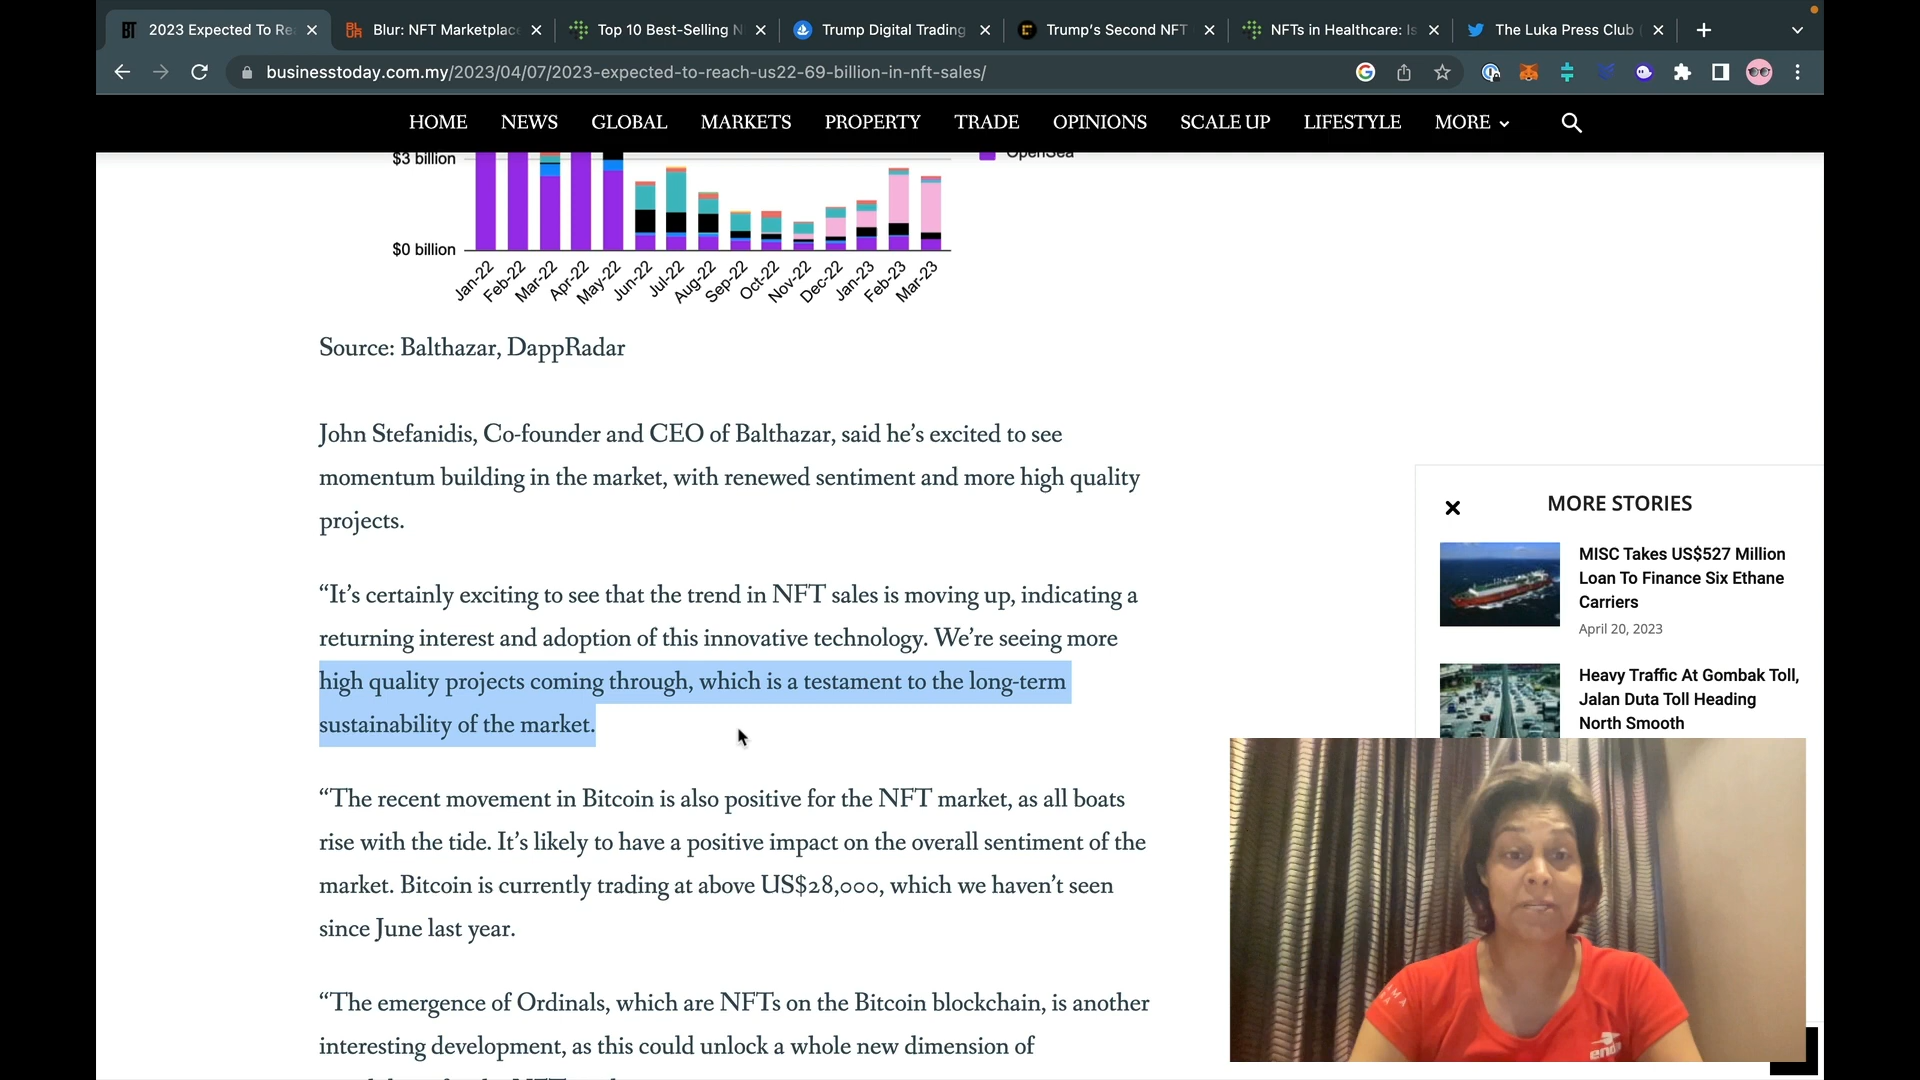 2023 Expected To Re
Blur: NFT Marketplac
Top 10 Best-Selling N
Trump Digital Trading
Trump's Second NFT
NFTs in Healthcare: Is
The Luka Press Club
businesstoday.com.my/2023/04/07/2023-expected-to-reach-us22-69-billion-in-nft-sales/
HOME NEWS GLOBAL MARKETS PROPERTY TRADE OPINIONS SCALE UP LIFESTYLE MORE
$3 billion
OpenSea
$0 billion
Jan-22
Feb-22
Mar-22
Apr-22
May-22
Jun-22
Jul-22
Aug-22
Sep-22
Oct-22
Nov-22
Dec-22
Jan-23
Feb-23
Mar-23
Source: Balthazar, DappRadar
John Stefanidis, Co-founder and CEO of Balthazar, said he’s excited to see
momentum building in the market, with renewed sentiment and more high quality
projects.
“It’s certainly exciting to see that the trend in NFT sales is moving up, indicating a
returning interest and adoption of this innovative technology. We’re seeing more
high quality projects coming through, which is a testament to the long-term
sustainability of the market.
“The recent movement in Bitcoin is also positive for the NFT market, as all boats
rise with the tide. It’s likely to have a positive impact on the overall sentiment of the
market. Bitcoin is currently trading at above US$28,000, which we haven’t seen
since June last year.
“The emergence of Ordinals, which are NFTs on the Bitcoin blockchain, is another
interesting development, as this could unlock a whole new dimension of
MORE STORIES
MISC Takes US$527 Million
Loan To Finance Six Ethane
Carriers
April 20, 2023
Heavy Traffic At Gombak Toll,
Jalan Duta Toll Heading
North Smooth